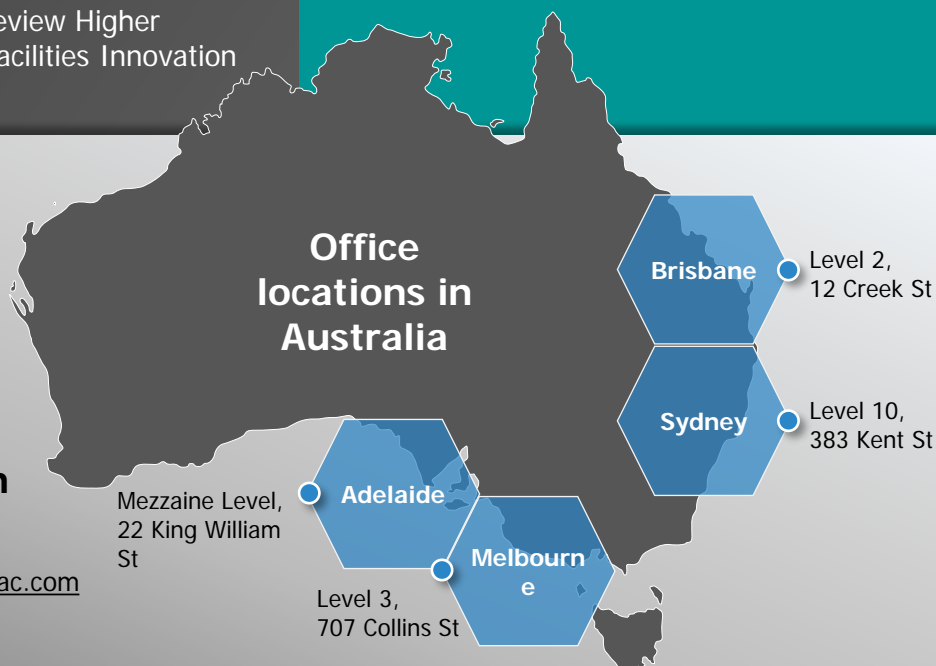 eview Higher
acilities Innovation
Office
locations in
Australia
Brisbane
Level 2,
12 Creek St
Sydney
Level 10,
383 Kent St
n
Adelaide
Mezzaine Level,
22 King William
St
ac.com
Melbourn
e
Level 3,
707 Collins St